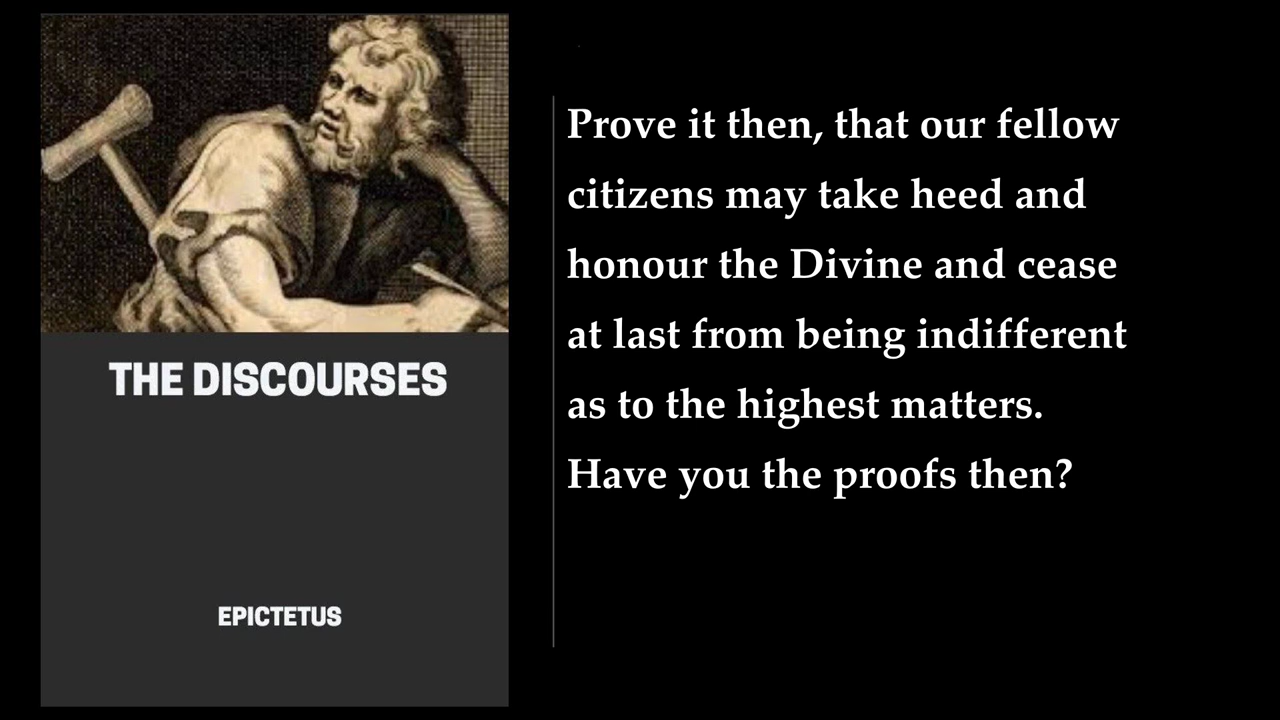 THE DISCOURSES
EPICTETUS
Prove it then, that our fellow
citizens may take heed and
honour the Divine and cease
at last from being indifferent
as to the highest matters.
Have you the proofs then?